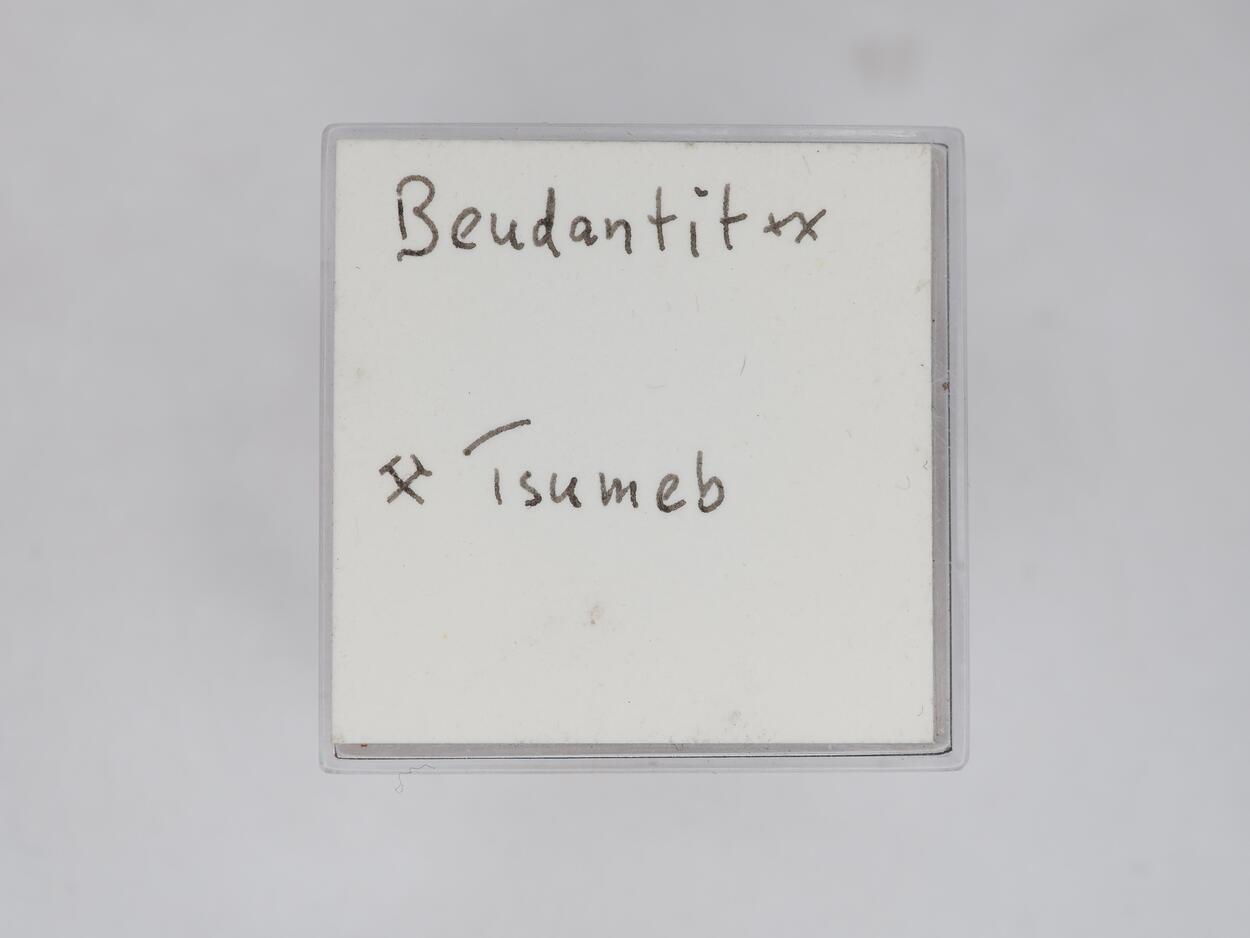 Beudantit xx
⚒ Tsumeb